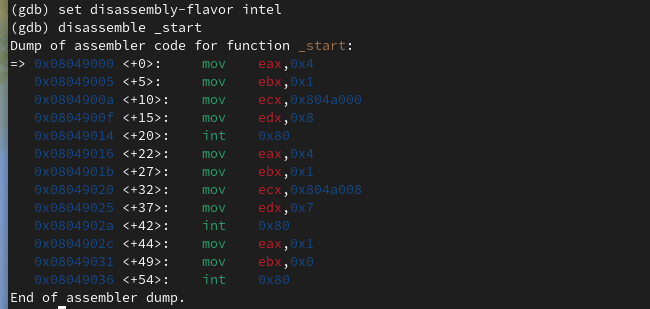 (gdb) set disassembly-flavor intel
(gdb) disassemble _start
Dump of assembler code for function _start:
=> 0x08049000 <+0>:     mov    eax,0x4
   0x08049005 <+5>:     mov    ebx,0x1
   0x0804900a <+10>:    mov    ecx,0x804a000
   0x0804900f <+15>:    mov    edx,0x8
   0x08049014 <+20>:    int    0x80
   0x08049016 <+22>:    mov    eax,0x4
   0x0804901b <+27>:    mov    ebx,0x1
   0x08049020 <+32>:    mov    ecx,0x804a008
   0x08049025 <+37>:    mov    edx,0x7
   0x0804902a <+42>:    int    0x80
   0x0804902c <+44>:    mov    eax,0x1
   0x08049031 <+49>:    mov    ebx,0x0
   0x08049036 <+54>:    int    0x80
End of assembler dump.